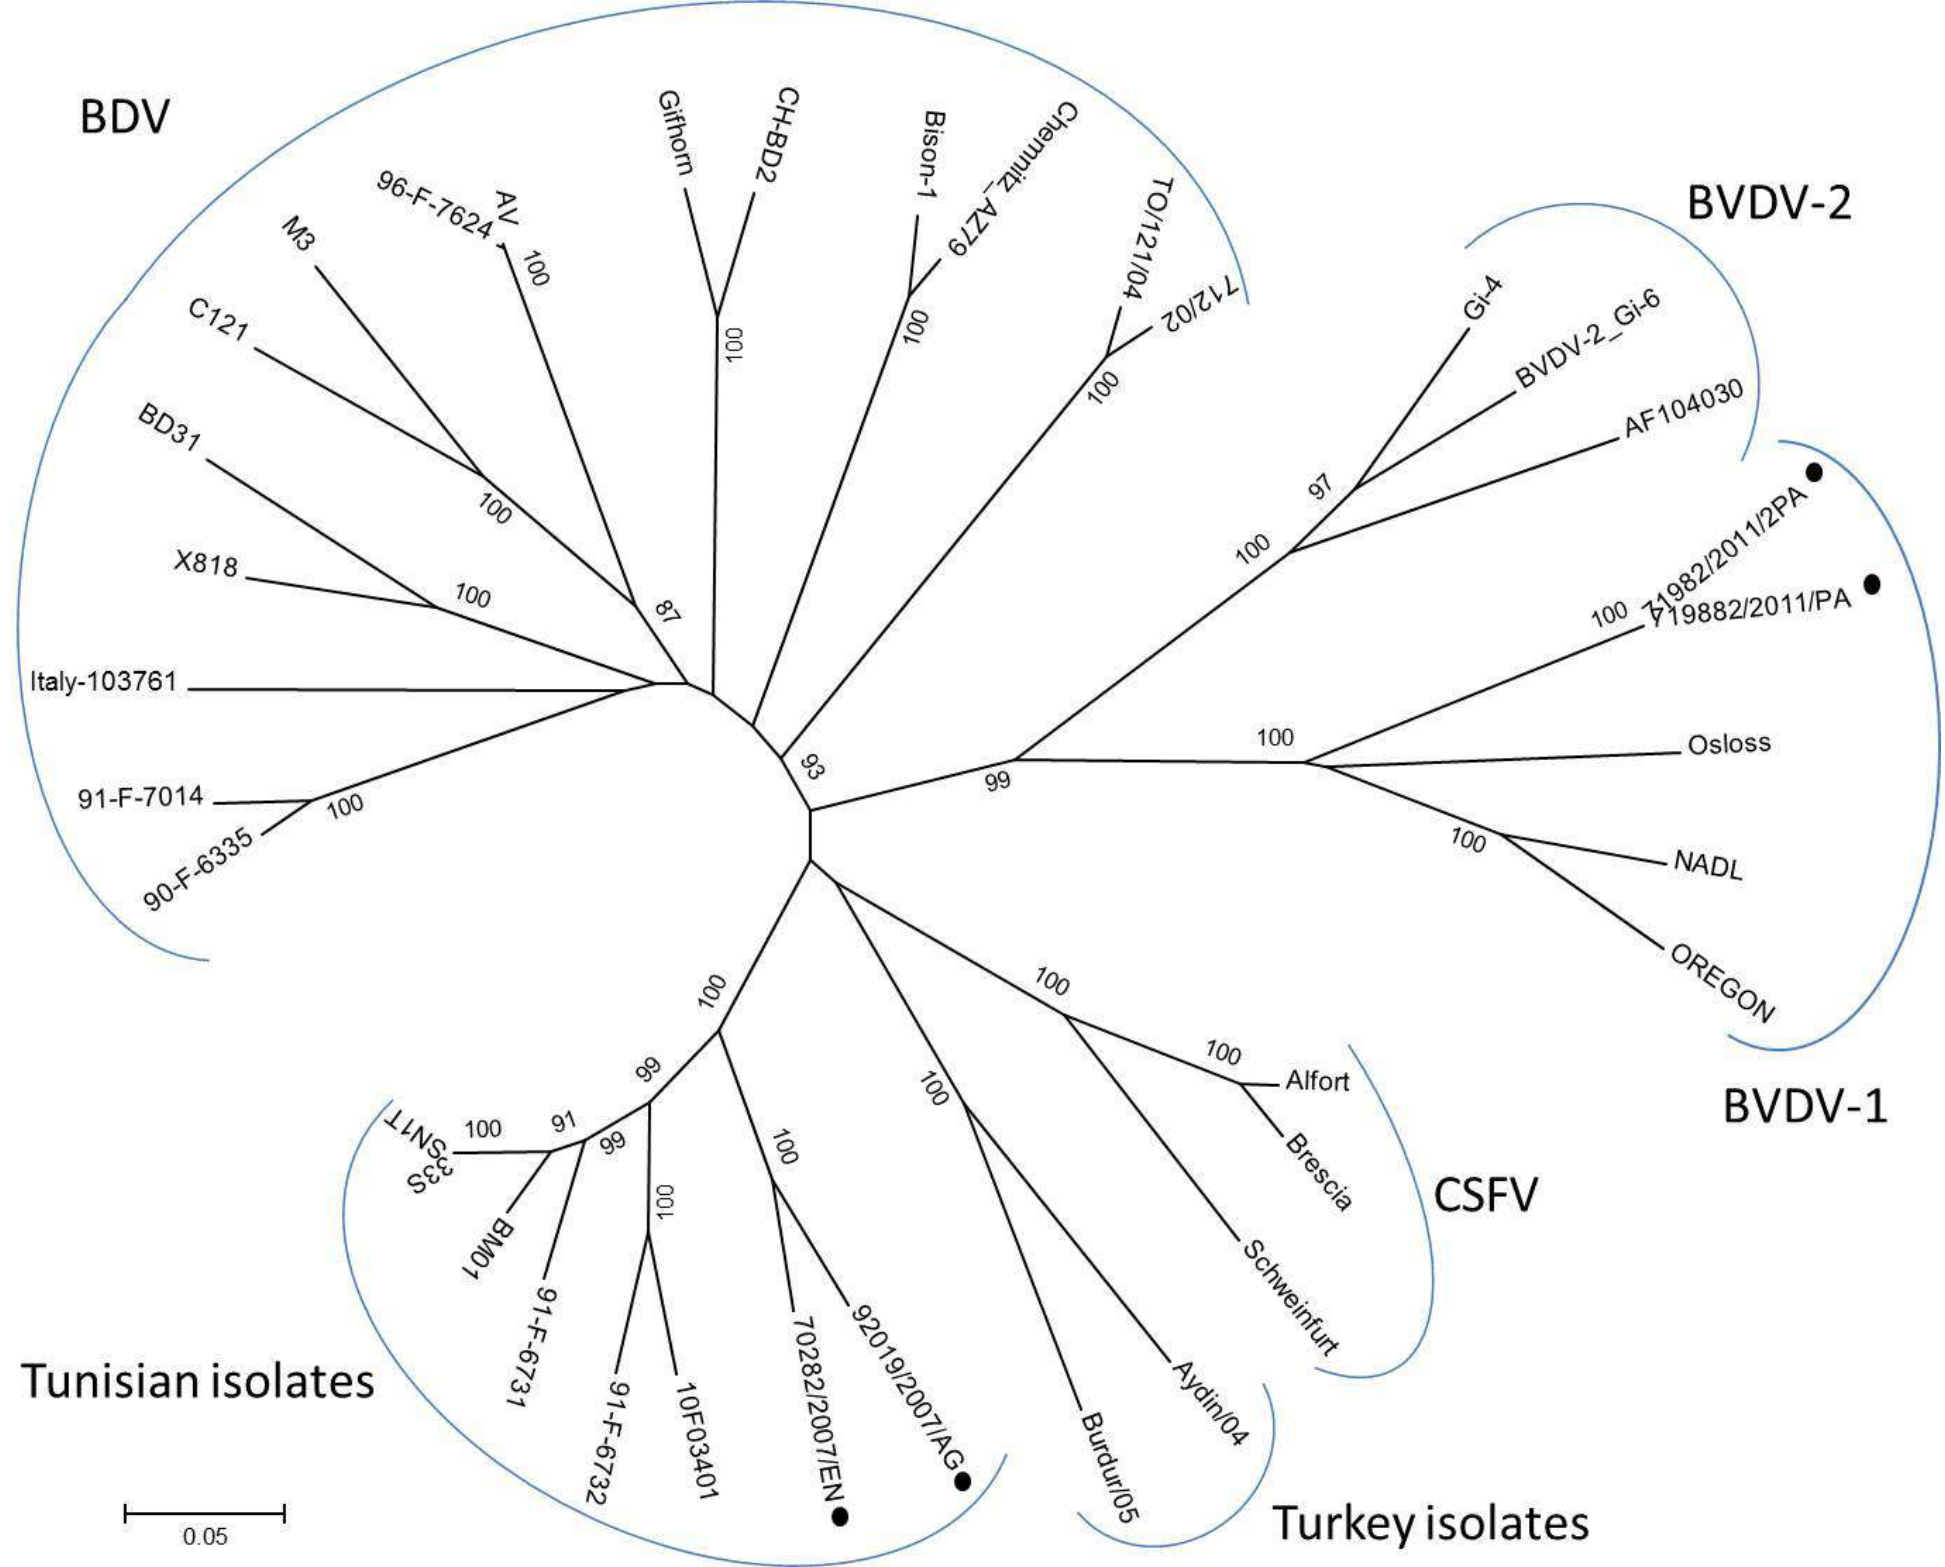 BDV
Gifhorn
CH-BD2
Bison-1
Chemnitz_AZ79
TO/121/04
712/02
96-F-7624
AV
100
M3
C121
BD31
X818
Italy-103761
91-F-7014
90-F-6335
100
100
100
100
100
100
87
93
BVDV-2
Gi-4
BVDV-2_Gi-6
AF104030
97
100
71982/2011/2PA
719882/2011/PA
100
Osloss
100
99
NADL
100
OREGON
BVDV-1
100
100
Alfort
Brescia
Schweinfurt
CSFV
100
Aydin/04
Burdur/05
Turkey isolates
100
99
91
99
100
SN1T
33S
BM01
91-F-6731
100
91-F-6732
10F03401
100
70282/2007/EN
92019/2007/AG
Tunisian isolates
0.05